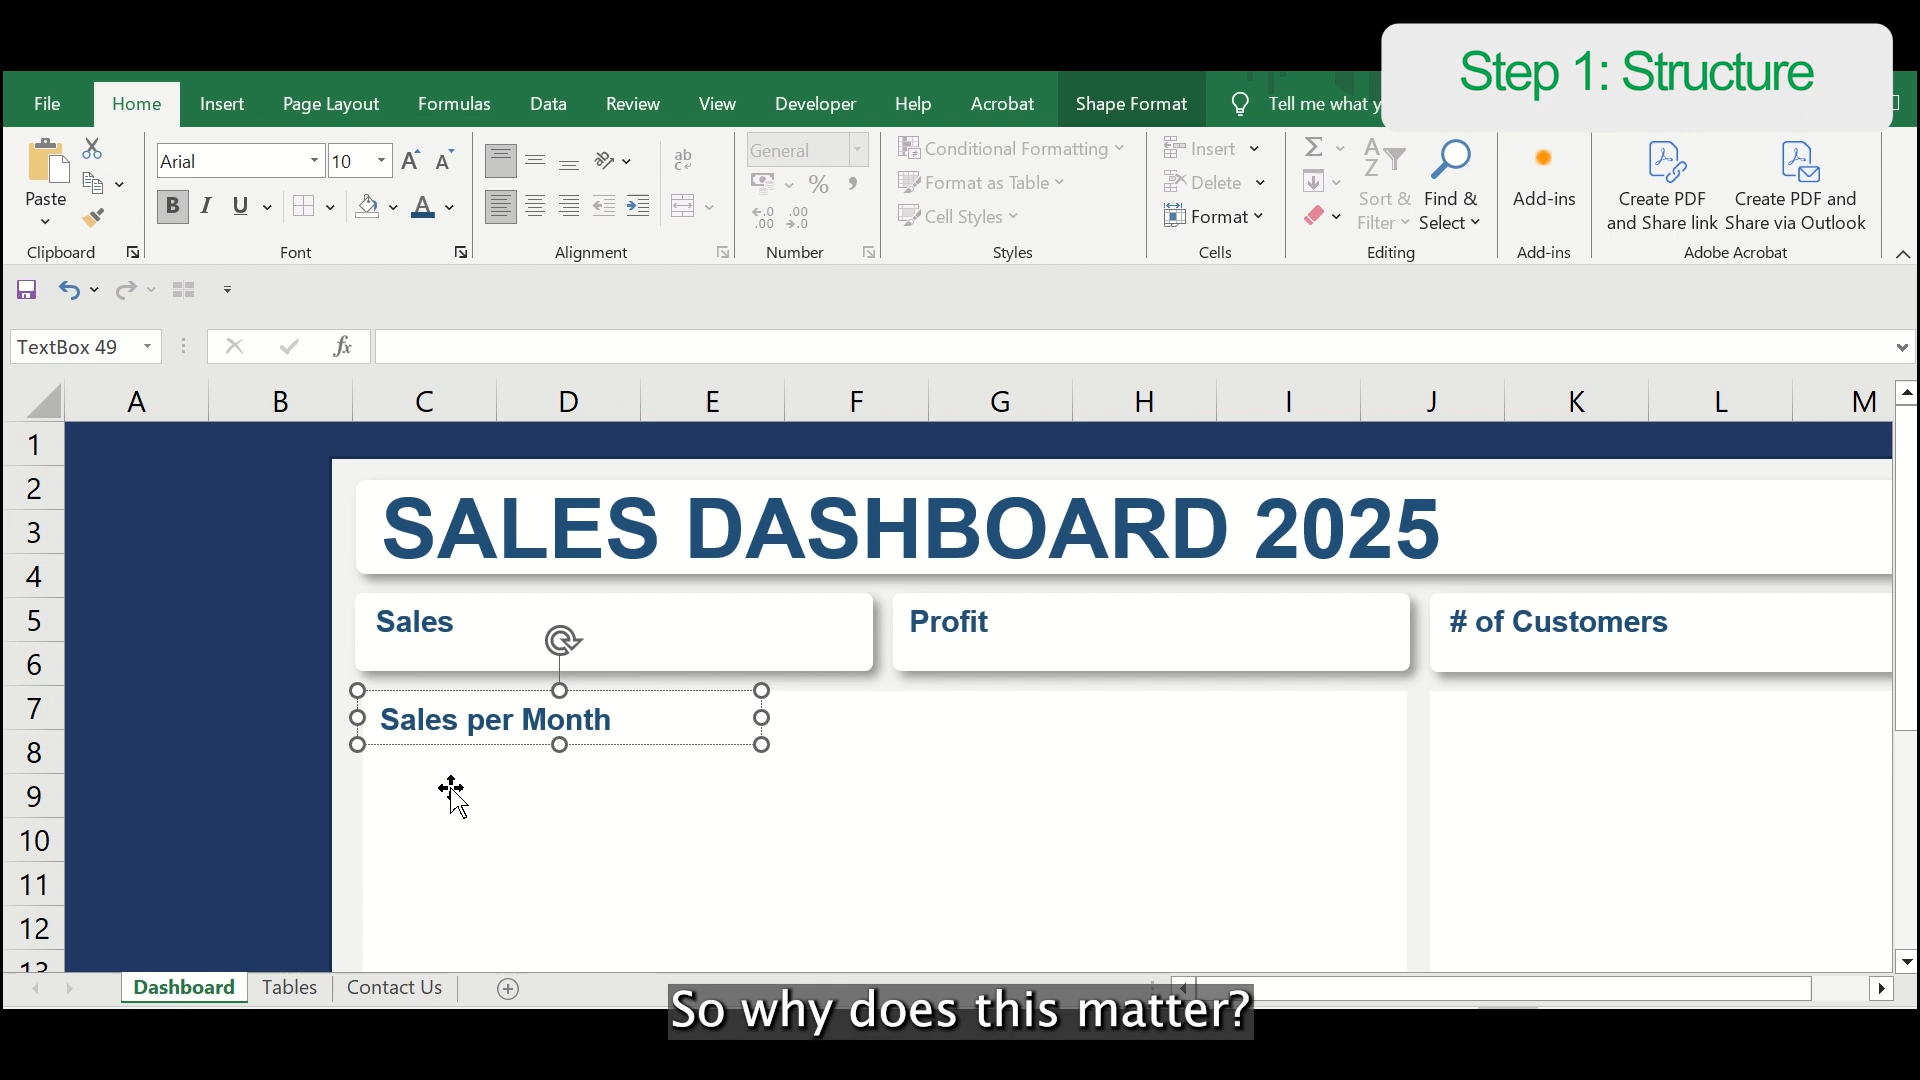 Step 1: Structure
File Home Insert Page Layout Formulas Data Review View Developer Help Acrobat Shape Format Tell me what y
Paste
Clipboard
Arial 10
B I U
Font
ab
Alignment
General
% 
Number
Conditional Formatting
Format as Table
Cell Styles
Styles
Insert
Delete
Format
Cells
Sort &
Filter
Find &
Select
Editing
Add-ins
Add-ins
Create PDF
and Share link
Create PDF and
Share via Outlook
Adobe Acrobat
TextBox 49 fx
A B C D E F G H I J K L M
1
2
3
4
5
6
7
8
9
10
11
12
13
SALES DASHBOARD 2025
Sales Profit # of Customers
Sales per Month
Dashboard Tables Contact Us
So why does this matter?